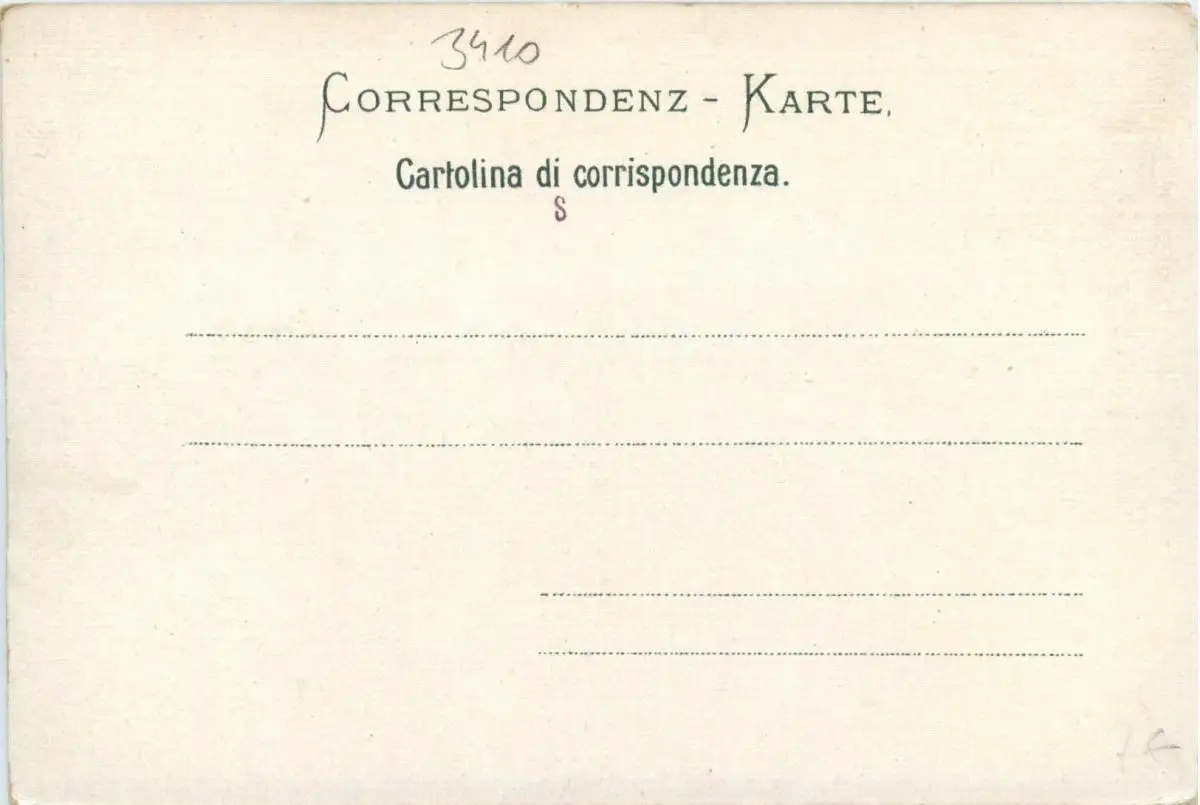 3410
CORRESPONDENZ - KARTE.
Cartolina di corrispondenza.
S